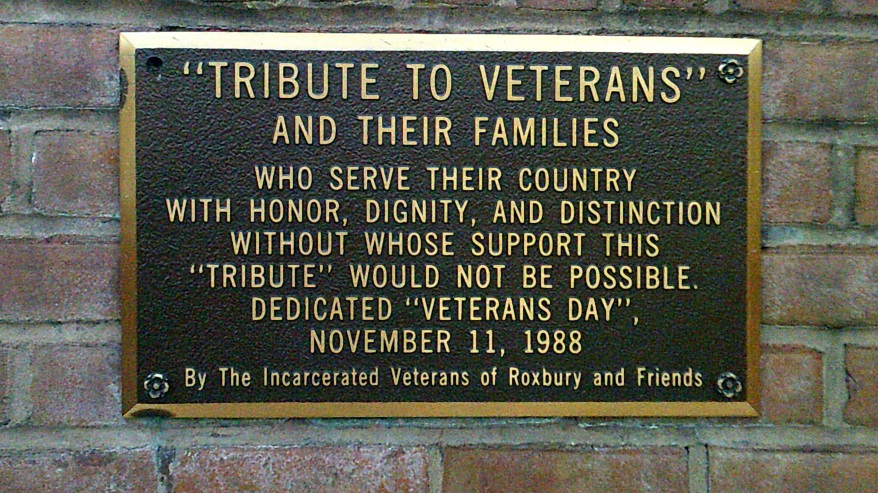 “TRIBUTE TO VETERANS”
AND THEIR FAMILIES
WHO SERVE THEIR COUNTRY
WITH HONOR, DIGNITY, AND DISTINCTION
WITHOUT WHOSE SUPPORT THIS
“TRIBUTE” WOULD NOT BE POSSIBLE.
DEDICATED “VETERANS DAY”,
NOVEMBER 11, 1988
By The Incarcerated Veterans of Roxbury and Friends